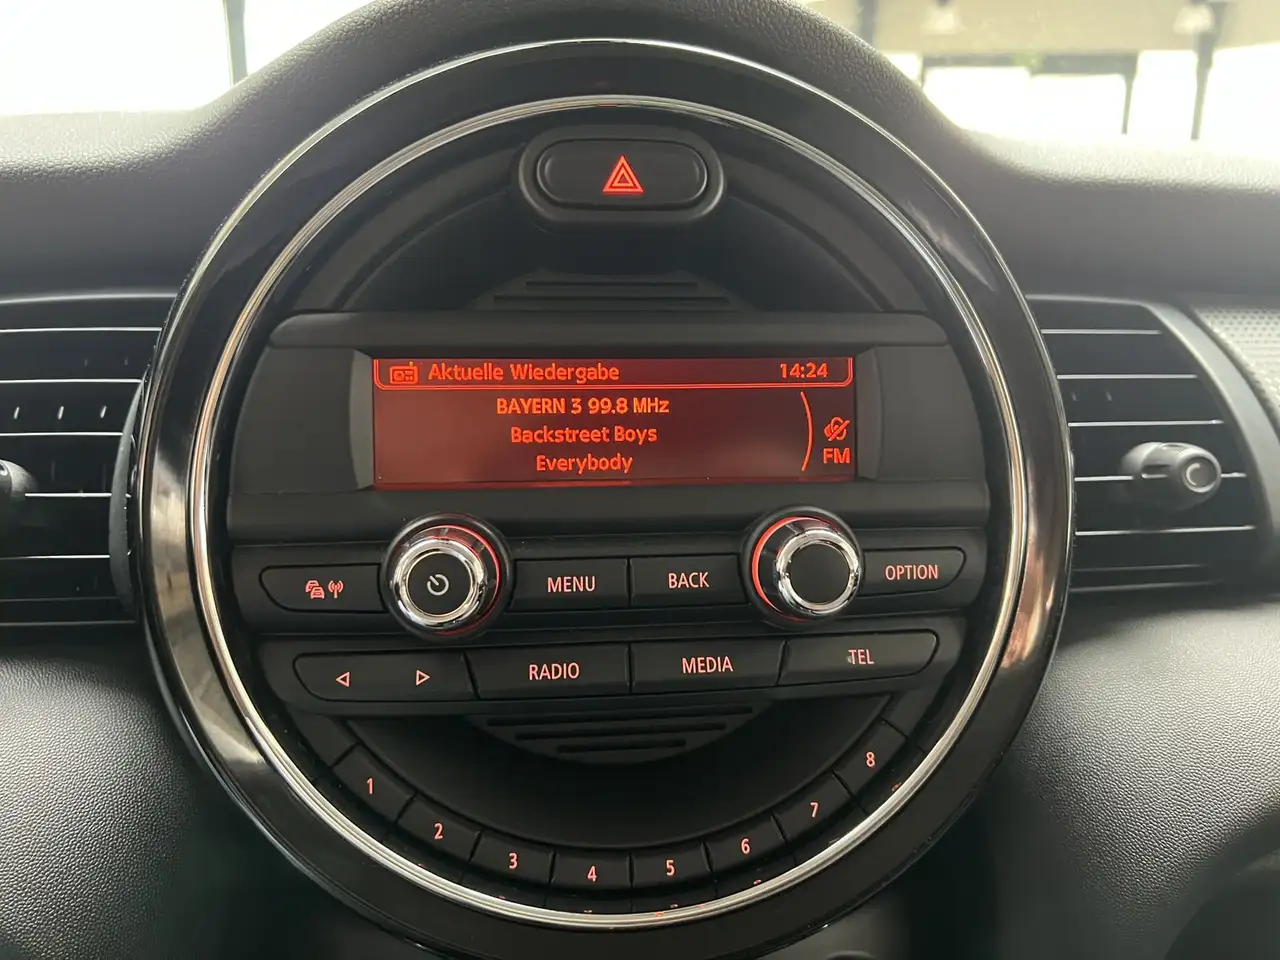 Aktuelle Wiedergabe 14:24
BAYERN 3 99.8 MHz
Backstreet Boys
Everybody
FM
MENU BACK OPTION
RADIO MEDIA TEL
1 2 3 4 5 6 7 8